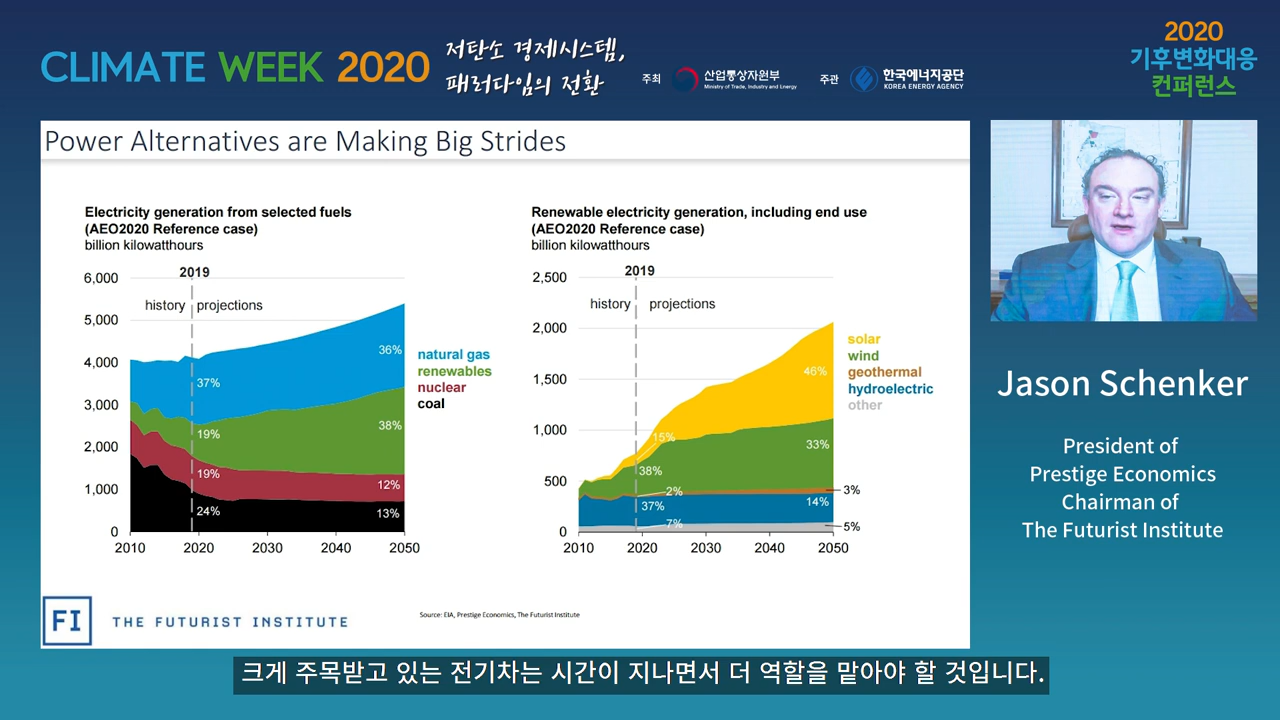 CLIMATE WEEK 2020
저탄소 경제시스템,
패러다임의 전환
주최
산업통상자원부
Ministry of Trade, Industry and Energy
주관
한국에너지공단
KOREA ENERGY AGENCY
2020
기후변화대응
컨퍼런스
Power Alternatives are Making Big Strides
Electricity generation from selected fuels
(AEO2020 Reference case)
billion kilowatthours
2019
history
projections
6,000
5,000
4,000
3,000
2,000
1,000
0
36%
37%
38%
19%
19%
12%
24%
13%
2010 2020 2030 2040 2050
natural gas
renewables
nuclear
coal
Renewable electricity generation, including end use
(AEO2020 Reference case)
billion kilowatthours
2019
history
projections
2,500
2,000
1,500
1,000
500
0
46%
15%
33%
38%
2%
3%
37%
14%
7%
5%
2010 2020 2030 2040 2050
solar
wind
geothermal
hydroelectric
other
FI THE FUTURIST INSTITUTE
Source: EIA, Prestige Economics, The Futurist Institute
Jason Schenker
President of
Prestige Economics
Chairman of
The Futurist Institute
크게 주목받고 있는 전기차는 시간이 지나면서 더 역할을 맡아야 할 것입니다.